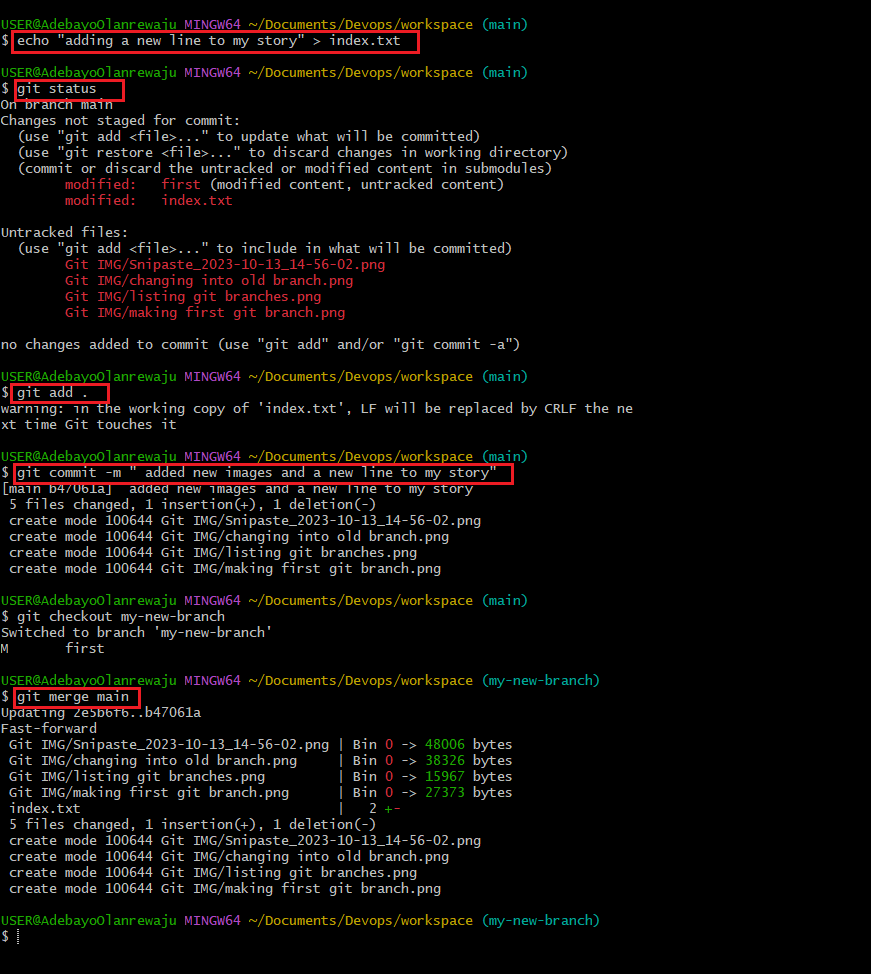 USER@AdebayoOlanrewaju MINGW64 ~/Documents/Devops/workspace (main)
$ echo "adding a new line to my story" > index.txt
USER@AdebayoOlanrewaju MINGW64 ~/Documents/Devops/workspace (main)
$ git status
On branch main
Changes not staged for commit:
  (use "git add <file>..." to update what will be committed)
  (use "git restore <file>..." to discard changes in working directory)
  (commit or discard the untracked or modified content in submodules)
        modified:   first (modified content, untracked content)
        modified:   index.txt
Untracked files:
  (use "git add <file>..." to include in what will be committed)
        Git IMG/Snipaste_2023-10-13_14-56-02.png
        Git IMG/changing into old branch.png
        Git IMG/listing git branches.png
        Git IMG/making first git branch.png
no changes added to commit (use "git add" and/or "git commit -a")
USER@AdebayoOlanrewaju MINGW64 ~/Documents/Devops/workspace (main)
$ git add .
warning: in the working copy of 'index.txt', LF will be replaced by CRLF the ne
xt time Git touches it
USER@AdebayoOlanrewaju MINGW64 ~/Documents/Devops/workspace (main)
$ git commit -m " added new images and a new line to my story"
[main b47061a]  added new images and a new line to my story
 5 files changed, 1 insertion(+), 1 deletion(-)
 create mode 100644 Git IMG/Snipaste_2023-10-13_14-56-02.png
 create mode 100644 Git IMG/changing into old branch.png
 create mode 100644 Git IMG/listing git branches.png
 create mode 100644 Git IMG/making first git branch.png
USER@AdebayoOlanrewaju MINGW64 ~/Documents/Devops/workspace (main)
$ git checkout my-new-branch
Switched to branch 'my-new-branch'
M       first
USER@AdebayoOlanrewaju MINGW64 ~/Documents/Devops/workspace (my-new-branch)
$ git merge main
Updating 2e5b6f6..b47061a
Fast-forward
 Git IMG/Snipaste_2023-10-13_14-56-02.png | Bin 0 -> 48006 bytes
 Git IMG/changing into old branch.png     | Bin 0 -> 38326 bytes
 Git IMG/listing git branches.png         | Bin 0 -> 15967 bytes
 Git IMG/making first git branch.png      | Bin 0 -> 27373 bytes
 index.txt                                |   2 +-
 5 files changed, 1 insertion(+), 1 deletion(-)
 create mode 100644 Git IMG/Snipaste_2023-10-13_14-56-02.png
 create mode 100644 Git IMG/changing into old branch.png
 create mode 100644 Git IMG/listing git branches.png
 create mode 100644 Git IMG/making first git branch.png
USER@AdebayoOlanrewaju MINGW64 ~/Documents/Devops/workspace (my-new-branch)
$